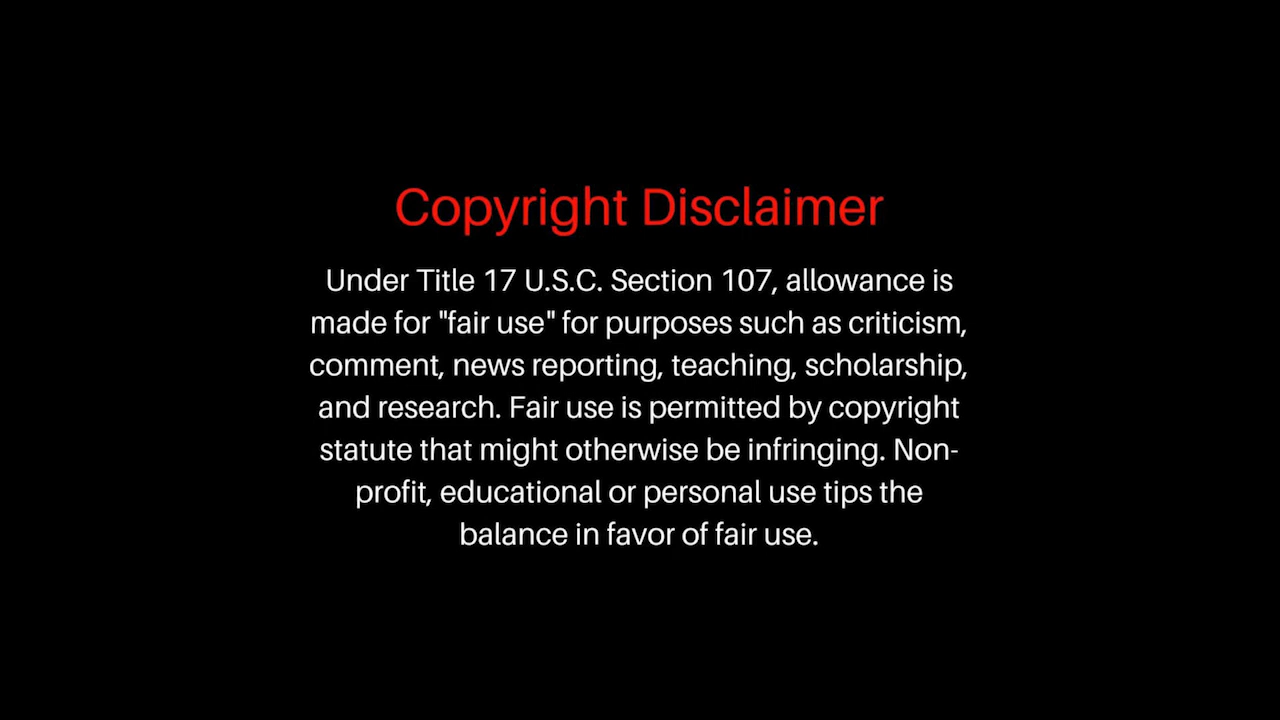 Copyright Disclaimer
Under Title 17 U.S.C. Section 107, allowance is
made for "fair use" for purposes such as criticism,
comment, news reporting, teaching, scholarship,
and research. Fair use is permitted by copyright
statute that might otherwise be infringing. Non-
profit, educational or personal use tips the
balance in favor of fair use.